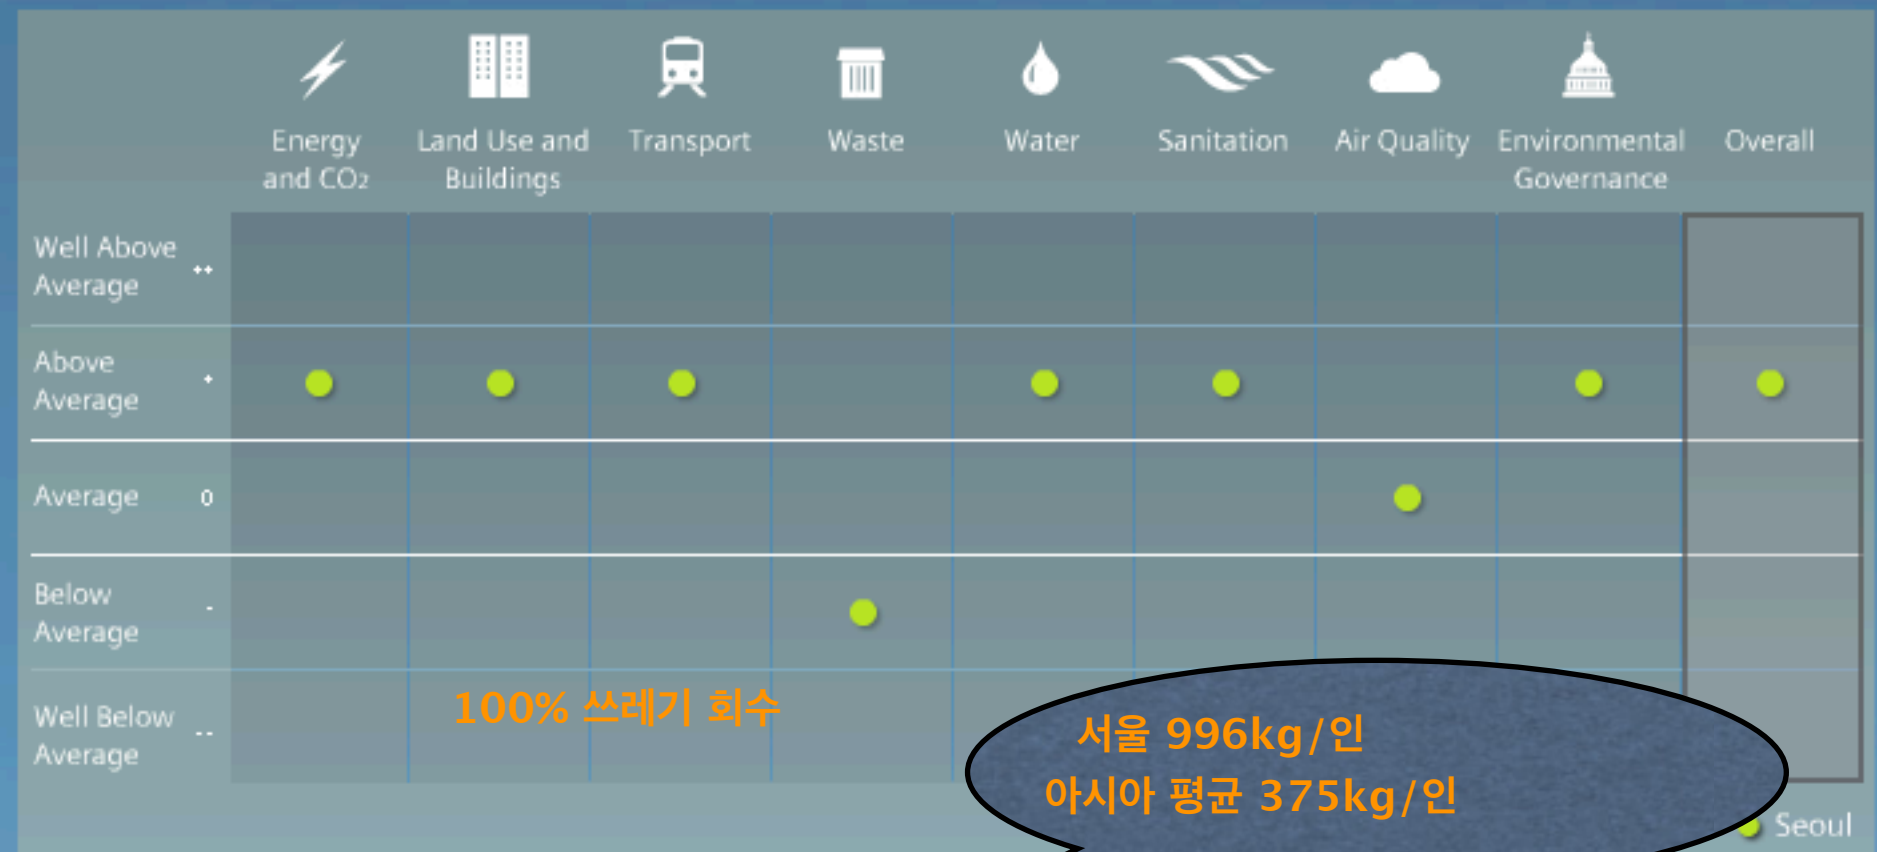 Energy
and CO₂
Land Use and
Buildings
Transport
Waste
Water
Sanitation
Air Quality
Environmental
Governance
Overall
Well Above
Average ++
Above
Average +
Average 0
Below
Average -
Well Below
Average --
100% 쓰레기 회수
서울 996kg/인
아시아 평균 375kg/인
Seoul